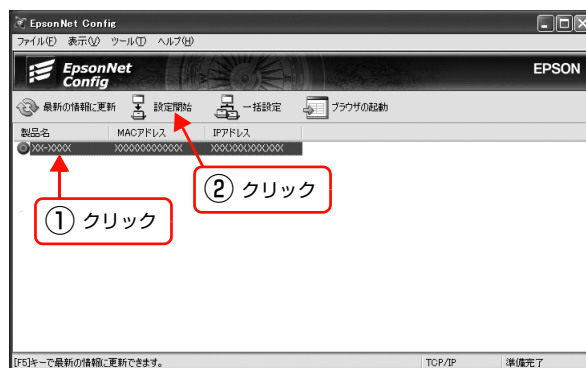 EpsonNet Config
ファイル(F) 表示(V) ツール(T) ヘルプ(H)
EpsonNet
Config
EPSON
最新の情報に更新 設定開始 一括設定 ブラウザの起動
製品名 MACアドレス IPアドレス
XX-XXXX XXXXXXXXXXXX XXX.XXX.XXX.XXX
② クリック
① クリック
[F5]キーで最新の情報に更新できます。 TCP/IP 準備完了